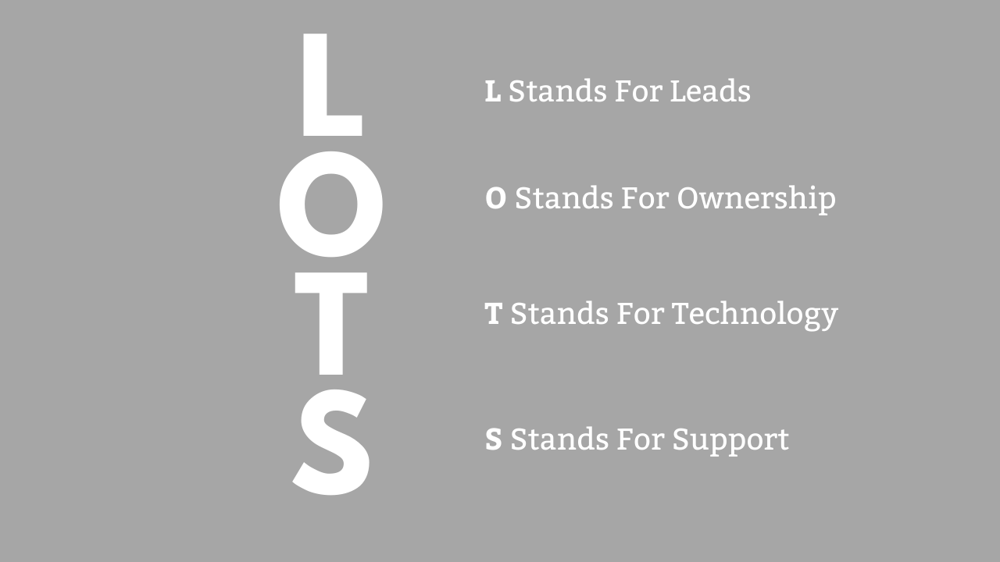 L
O
T
S
L Stands For Leads
O Stands For Ownership
T Stands For Technology
S Stands For Support